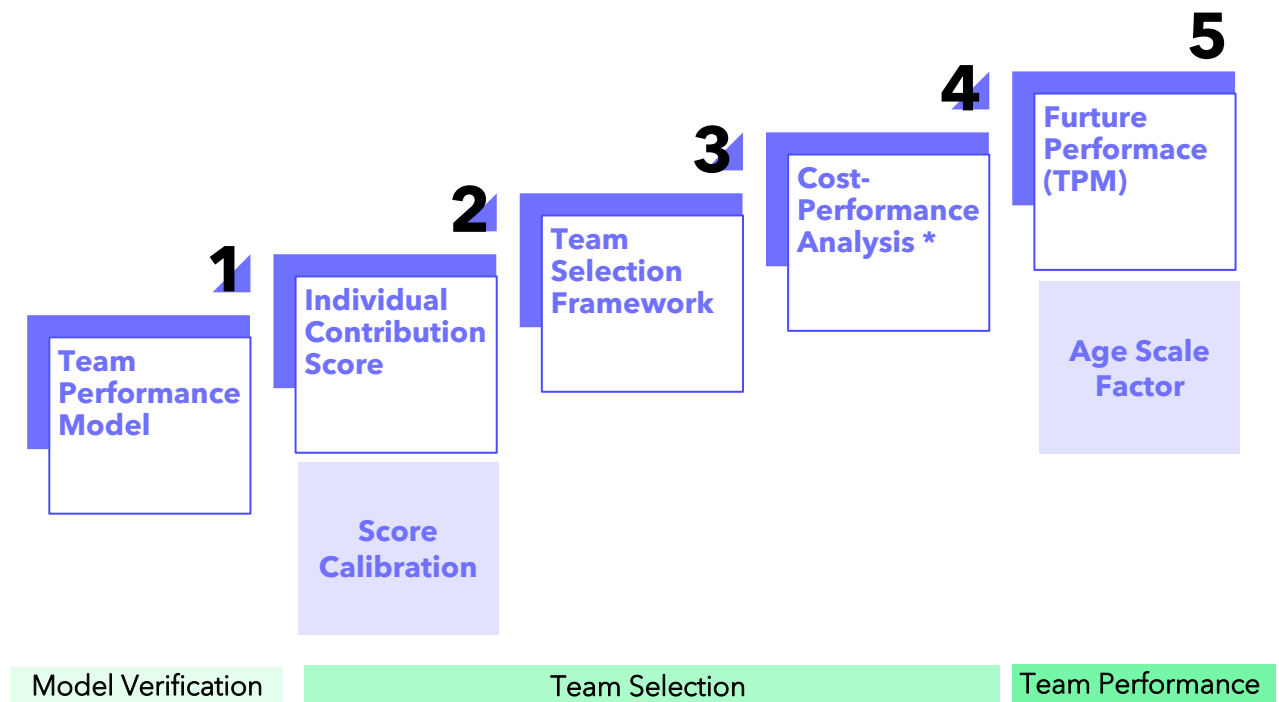 1
Team
Performance
Model
2
Individual
Contribution
Score
Score
Calibration
3
Team
Selection
Framework
4
Cost-
Performance
Analysis *
5
Furture
Performace
(TPM)
Age Scale
Factor
Model Verification
Team Selection
Team Performance